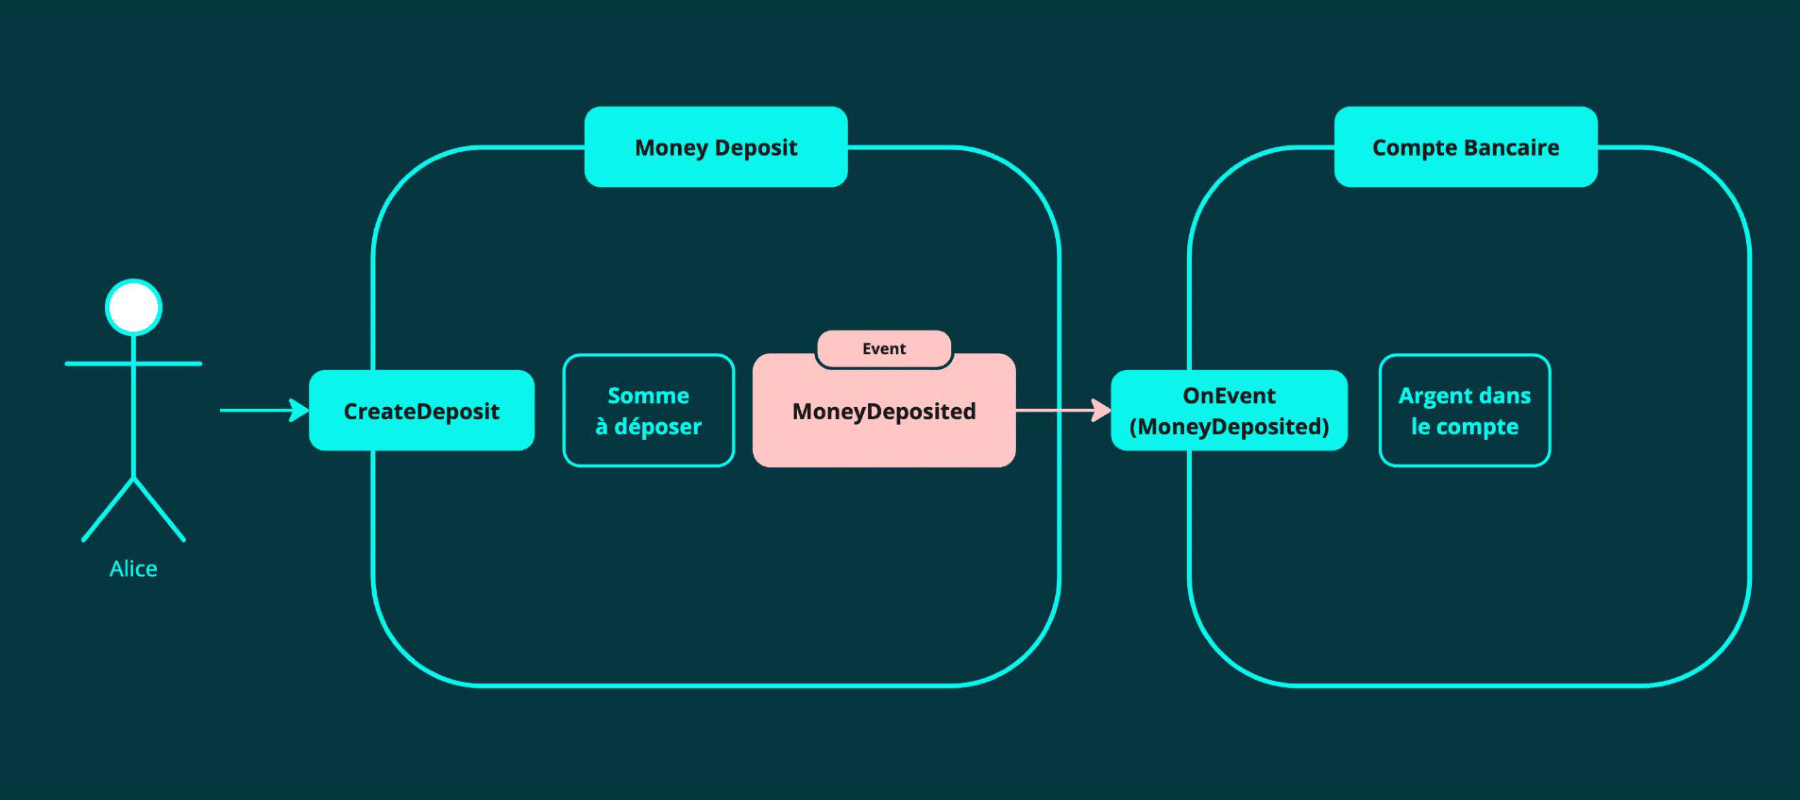 Money Deposit
Compte Bancaire
Event
CreateDeposit
Somme
à déposer
MoneyDeposited
OnEvent
(MoneyDeposited)
Argent dans
le compte
Alice